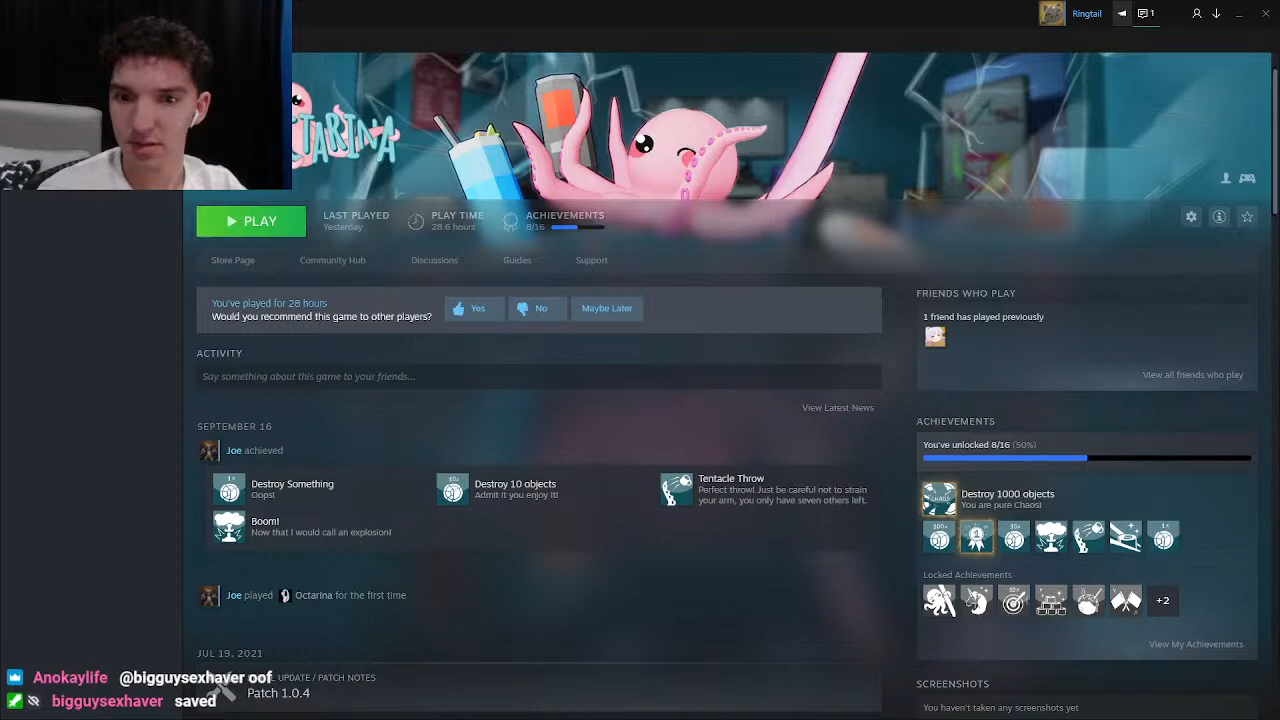 Ringtail
1
CTARINA
PLAY
LAST PLAYED
Yesterday
PLAY TIME
28.6 hours
ACHIEVEMENTS
8/16
Store Page
Community Hub
Discussions
Guides
Support
You've played for 28 hours
Would you recommend this game to other players?
Yes
No
Maybe Later
ACTIVITY
Say something about this game to your friends...
View Latest News
SEPTEMBER 16
Joe achieved
Destroy Something
Oops!
Destroy 10 objects
Admit it you enjoy it!
Tentacle Throw
Perfect throw! Just be careful not to strain
your arm, you only have seven others left.
Boom!
Now that I would call an explosion!
Joe played Octarina for the first time
JUL 19, 2021
UPDATE / PATCH NOTES
Patch 1.0.4
FRIENDS WHO PLAY
1 friend has played previously
View all friends who play
ACHIEVEMENTS
You've unlocked 8/16 (50%)
CHAOS
Destroy 1000 objects
You are pure Chaos!
Locked Achievements
+2
View My Achievements
SCREENSHOTS
You haven't taken any screenshots yet
Anokaylife @bigguysexhaver oof
bigguysexhaver saved